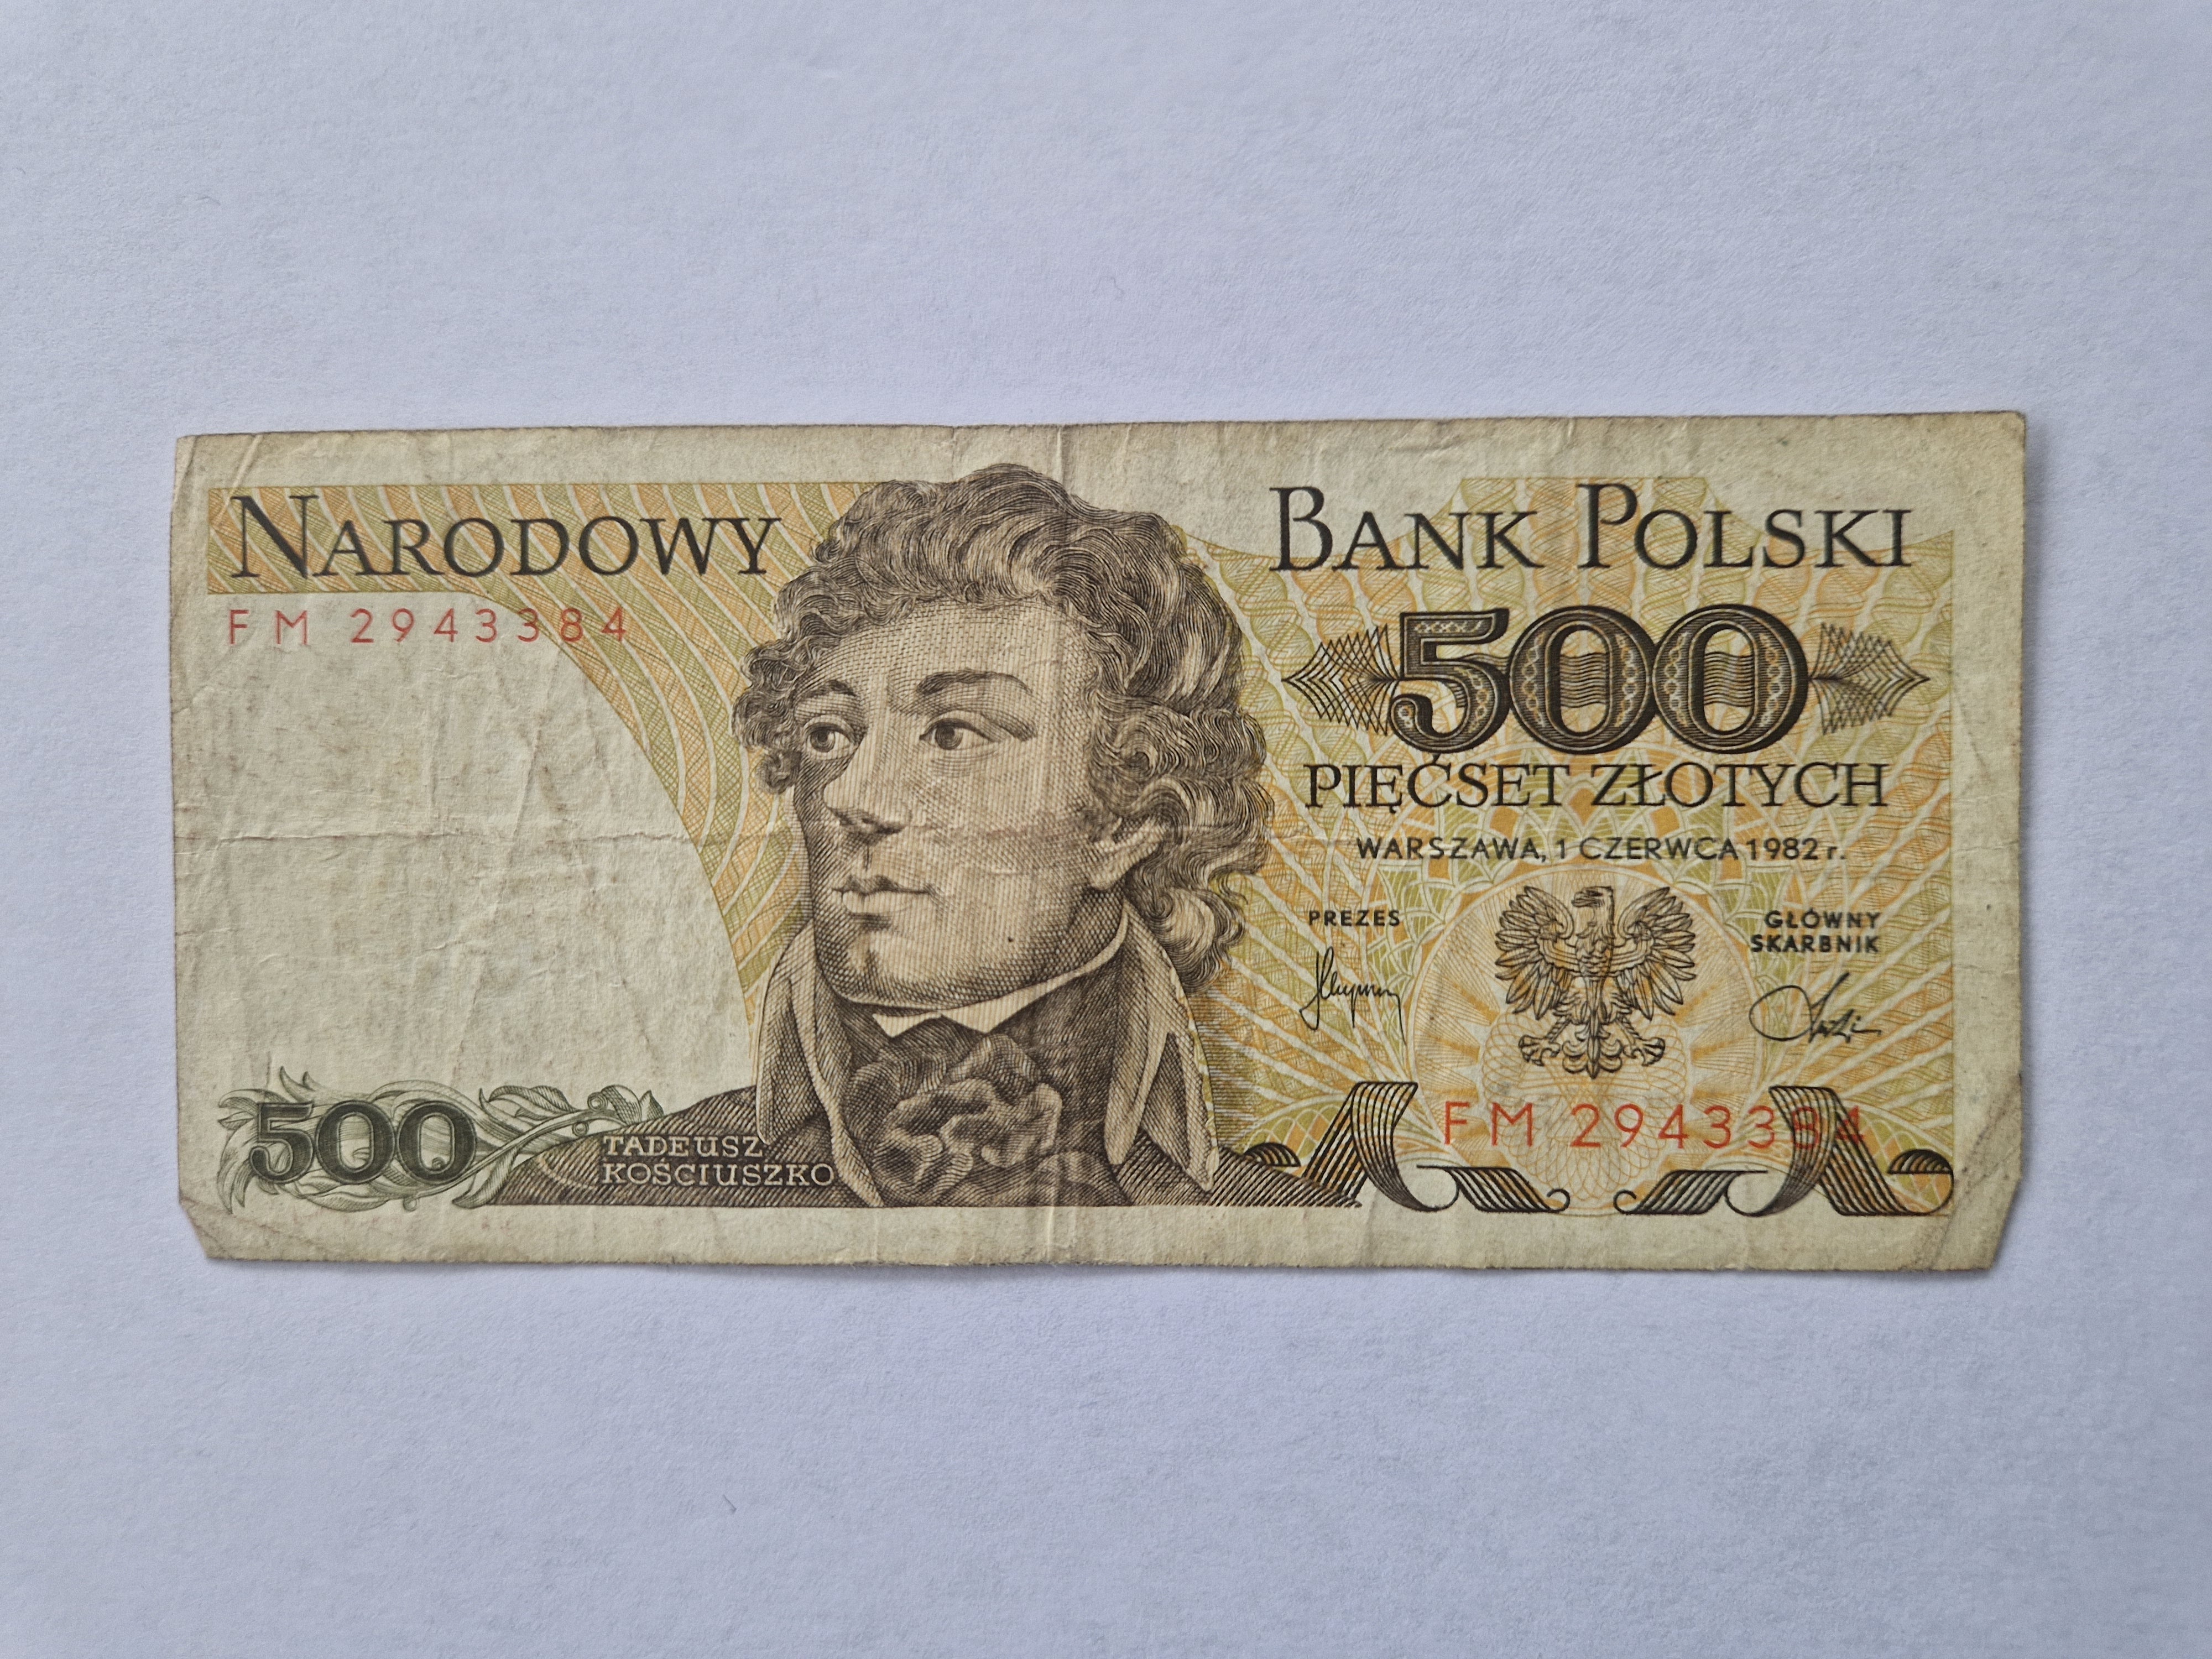 NARODOWY BANK POLSKI
FM 2943384
500
PIĘĆSET ZŁOTYCH
WARSZAWA, 1 CZERWCA 1982 r.
PREZES
GŁÓWNY
SKARBNIK
FM 2943384
500
TADEUSZ
KOŚCIUSZKO